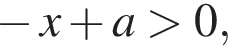 − x + a > 0,